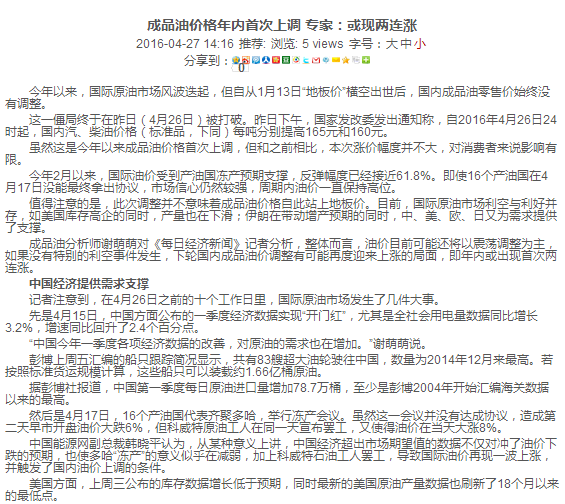 成品油价格年内首次上调 专家：或现两连涨
2016-04-27 14:16 推荐: 浏览: 5 views 字号：大 中 小
分享到：
0
今年以来，国际原油市场风波迭起，但自从1月13日“地板价”横空出世后，国内成品油零售价始终没
有调整。
这一僵局终于在昨日（4月26日）被打破。昨日下午，国家发改委发出通知称，自2016年4月26日24
时起，国内汽、柴油价格（标准品，下同）每吨分别提高165元和160元。
虽然这是今年以来成品油价格首次上调，但和之前相比，本次涨价幅度并不大，对消费者来说影响有
限。
今年2月以来，国际油价受到产油国冻产预期支撑，反弹幅度已经接近61.8%。即使16个产油国在4
月17日没能最终拿出协议，市场信心仍然较强，周期内油价一直保持高位。
值得注意的是，此次调整并不意味着成品油价格自此站上地板价。目前，国际原油市场利空与利好并
存，如美国库存高企的同时，产量也在下滑；伊朗在带动增产预期的同时，中、美、欧、日又为需求提供
了支撑。
成品油分析师谢萌萌对《每日经济新闻》记者分析，整体而言，油价目前可能还将以震荡调整为主，
如果没有特别的利空事件发生，下轮国内成品油价调整有可能再度迎来上涨的局面，即年内或出现首次两
连涨。
中国经济提供需求支撑
记者注意到，在4月26日之前的十个工作日里，国际原油市场发生了几件大事。
先是4月15日，中国方面公布的一季度经济数据实现“开门红”，尤其是全社会用电量数据同比增长
3.2%，增速同比回升了2.4个百分点。
“中国今年一季度各项经济数据的改善，对原油的需求也在增加。”谢萌萌说。
彭博上周五汇编的船只跟踪简况显示，共有83艘超大油轮驶往中国，数量为2014年12月来最高。若
按照标准货运规模计算，这些船只可以装载约1.66亿桶原油。
据彭博社报道，中国第一季度每日原油进口量增加78.7万桶，至少是彭博2004年开始汇编海关数据
以来的最高。
然后是4月17日，16个产油国代表齐聚多哈，举行冻产会议。虽然这一会议并没有达成协议，造成第
二天早市开盘油价大跌6%，但科威特原油工人在同一天宣布罢工，又使得油价在当天大涨8%。
中国能源网副总裁韩晓平认为，从某种意义上讲，中国经济超出市场期望值的数据不仅对冲了油价下
跌的预期，也使多哈“冻产”的意义似乎在减弱，加上科威特石油工人罢工，导致国际油价再现一波上涨，
并触发了国内油价上调的条件。
美国方面，上周三公布的库存数据增长低于预期，同时最新的美国原油产量数据也刷新了18个月以来
的最低点。